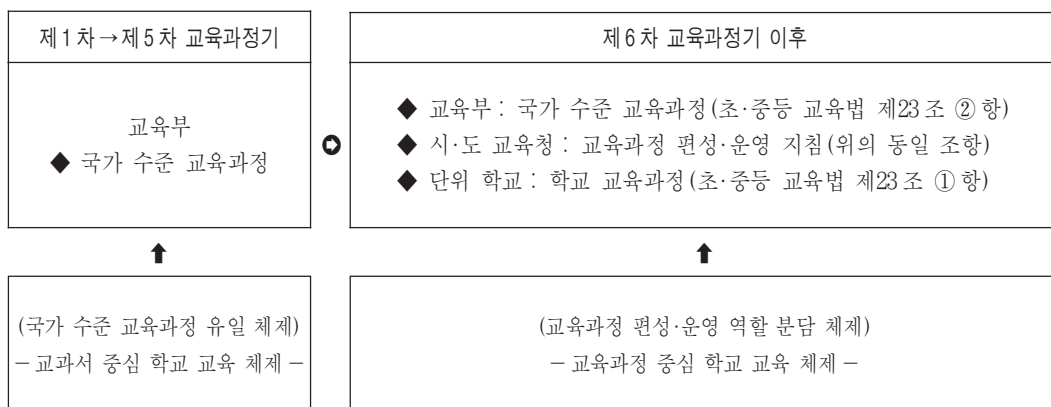 제1차→제5차 교육과정기
교육부
◆ 국가 수준 교육과정
제6차 교육과정기 이후
◆ 교육부 : 국가 수준 교육과정(초·중등 교육법 제23조 ②항)
◆ 시·도 교육청 : 교육과정 편성·운영 지침(위의 동일 조항)
◆ 단위 학교 : 학교 교육과정(초·중등 교육법 제23조 ①항)
(국가 수준 교육과정 유일 체제)
– 교과서 중심 학교 교육 체제 –
(교육과정 편성·운영 역할 분담 체제)
– 교육과정 중심 학교 교육 체제 –